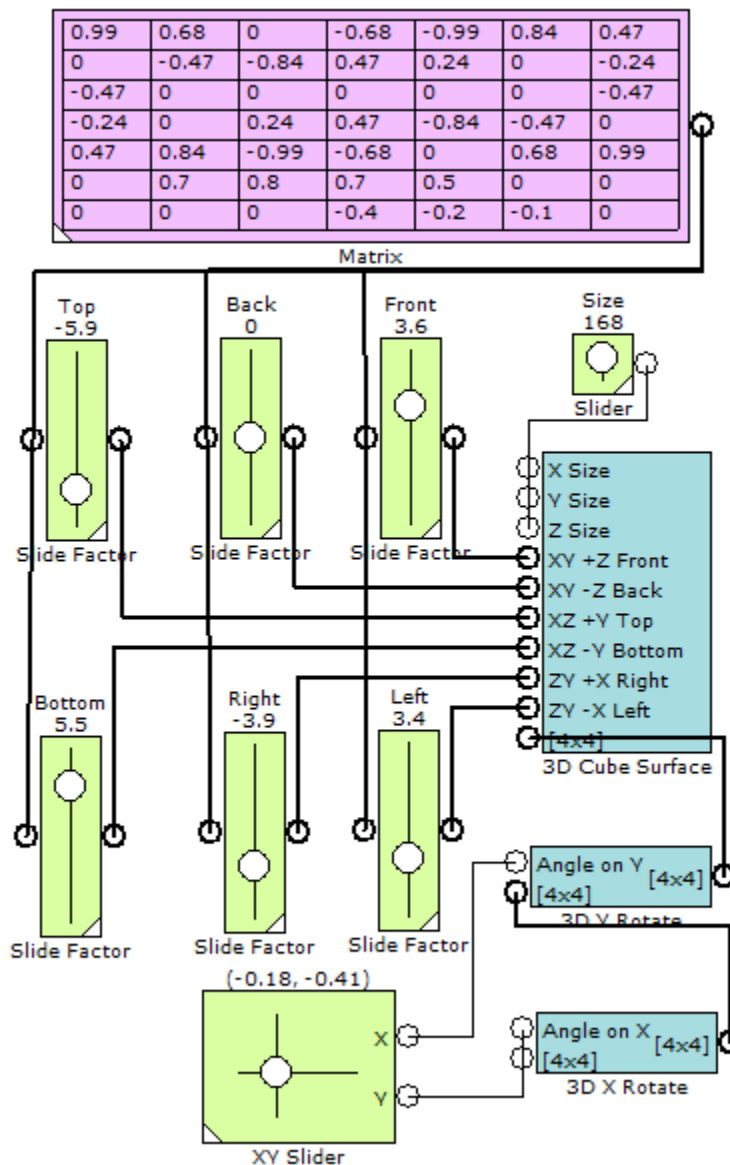 0.99 0.68 0 -0.68 -0.99 0.84 0.47
0 -0.47 -0.84 0.47 0.24 0 -0.24
-0.47 0 0 0 0 0 -0.47
-0.24 0 0.24 0.47 -0.84 -0.47 0
0.47 0.84 -0.99 -0.68 0 0.68 0.99
0 0.7 0.8 0.7 0.5 0 0
0 0 0 -0.4 -0.2 -0.1 0
Matrix
Top
-5.9
Slide Factor
Back
0
Slide Factor
Front
3.6
Slide Factor
Size
168
Slider
X Size
Y Size
Z Size
XY +Z Front
XY -Z Back
XZ +Y Top
XZ -Y Bottom
ZY +X Right
ZY -X Left
[4x4]
3D Cube Surface
Bottom
5.5
Slide Factor
Right
-3.9
Slide Factor
Left
3.4
Slide Factor
Angle on Y [4x4]
[4x4]
3D Y Rotate
(-0.18, -0.41)
X
Y
XY Slider
Angle on X [4x4]
[4x4]
3D X Rotate